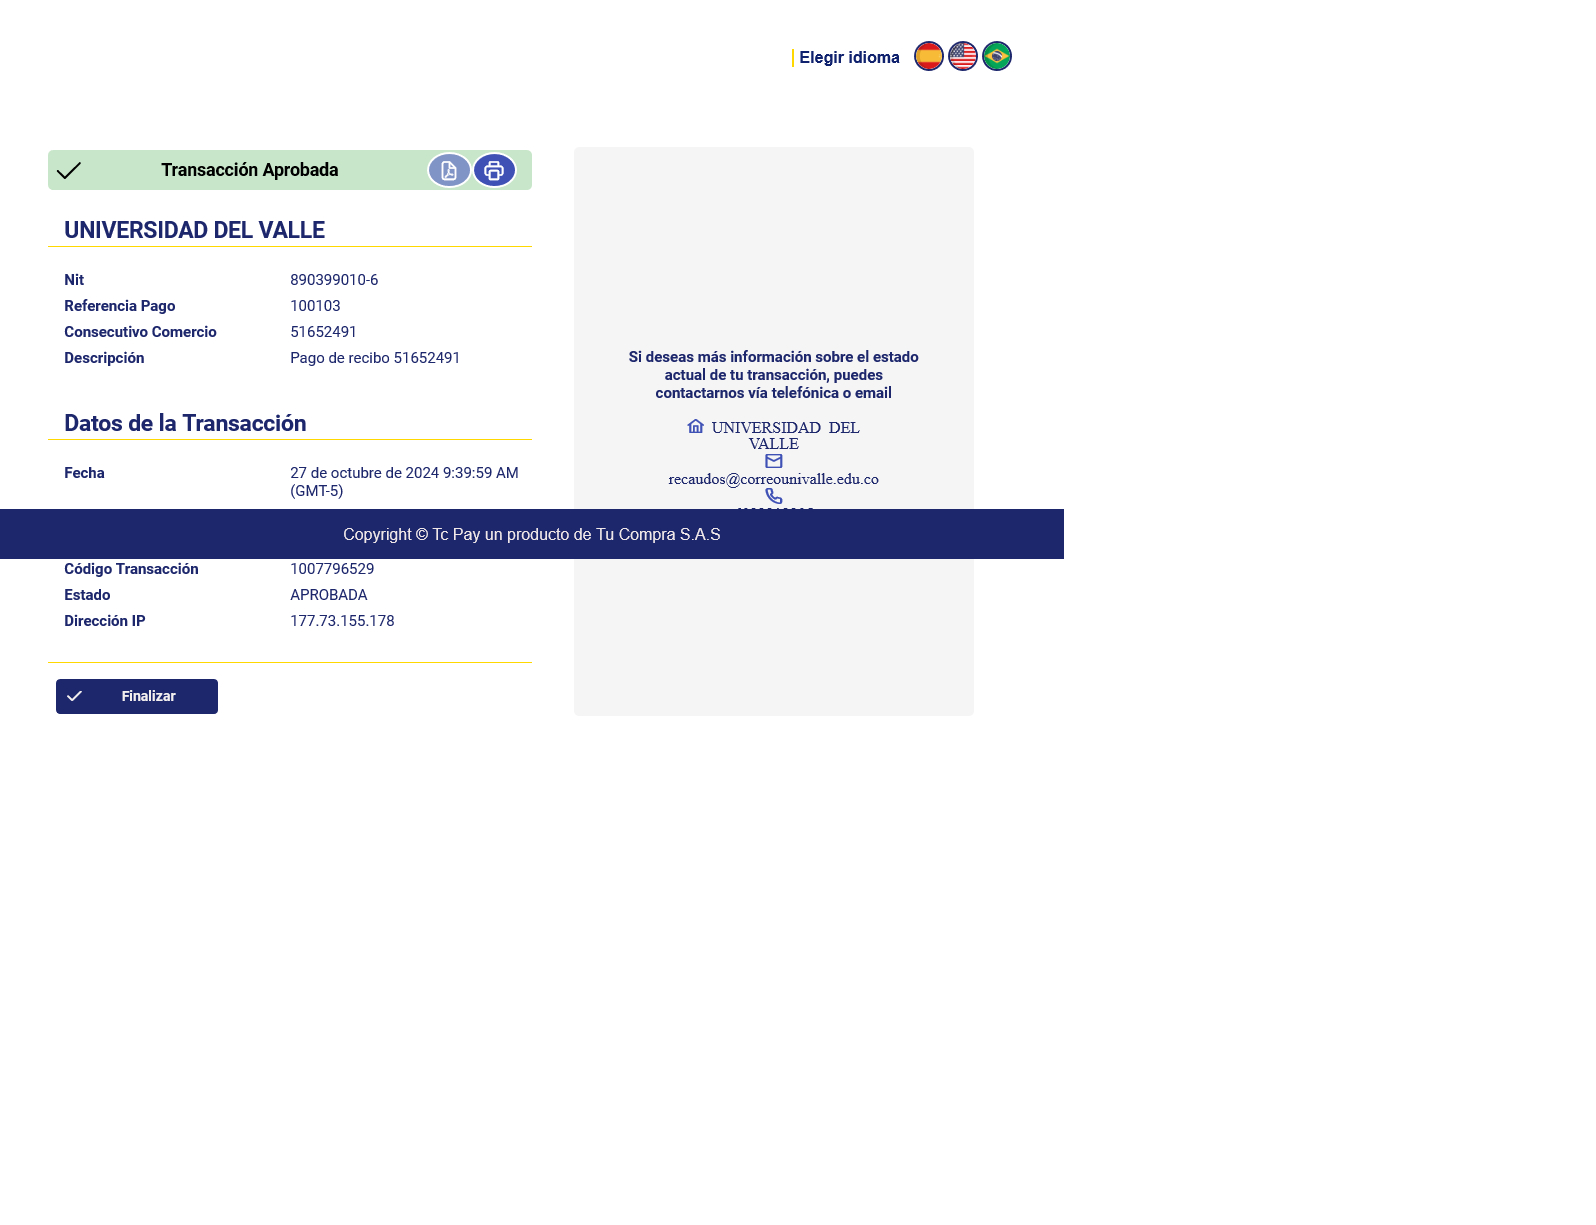 Elegir idioma
Transacción Aprobada
UNIVERSIDAD DEL VALLE
Nit 890399010-6
Referencia Pago 100103
Consecutivo Comercio 51652491
Descripción Pago de recibo 51652491
Datos de la Transacción
Fecha 27 de octubre de 2024 9:39:59 AM
(GMT-5)
Código Transacción 1007796529
Estado APROBADA
Dirección IP 177.73.155.178
Finalizar
Si deseas más información sobre el estado
actual de tu transacción, puedes
contactarnos vía telefónica o email
UNIVERSIDAD DEL
VALLE
recaudos@correounivalle.edu.co
Copyright © Tc Pay un producto de Tu Compra S.A.S